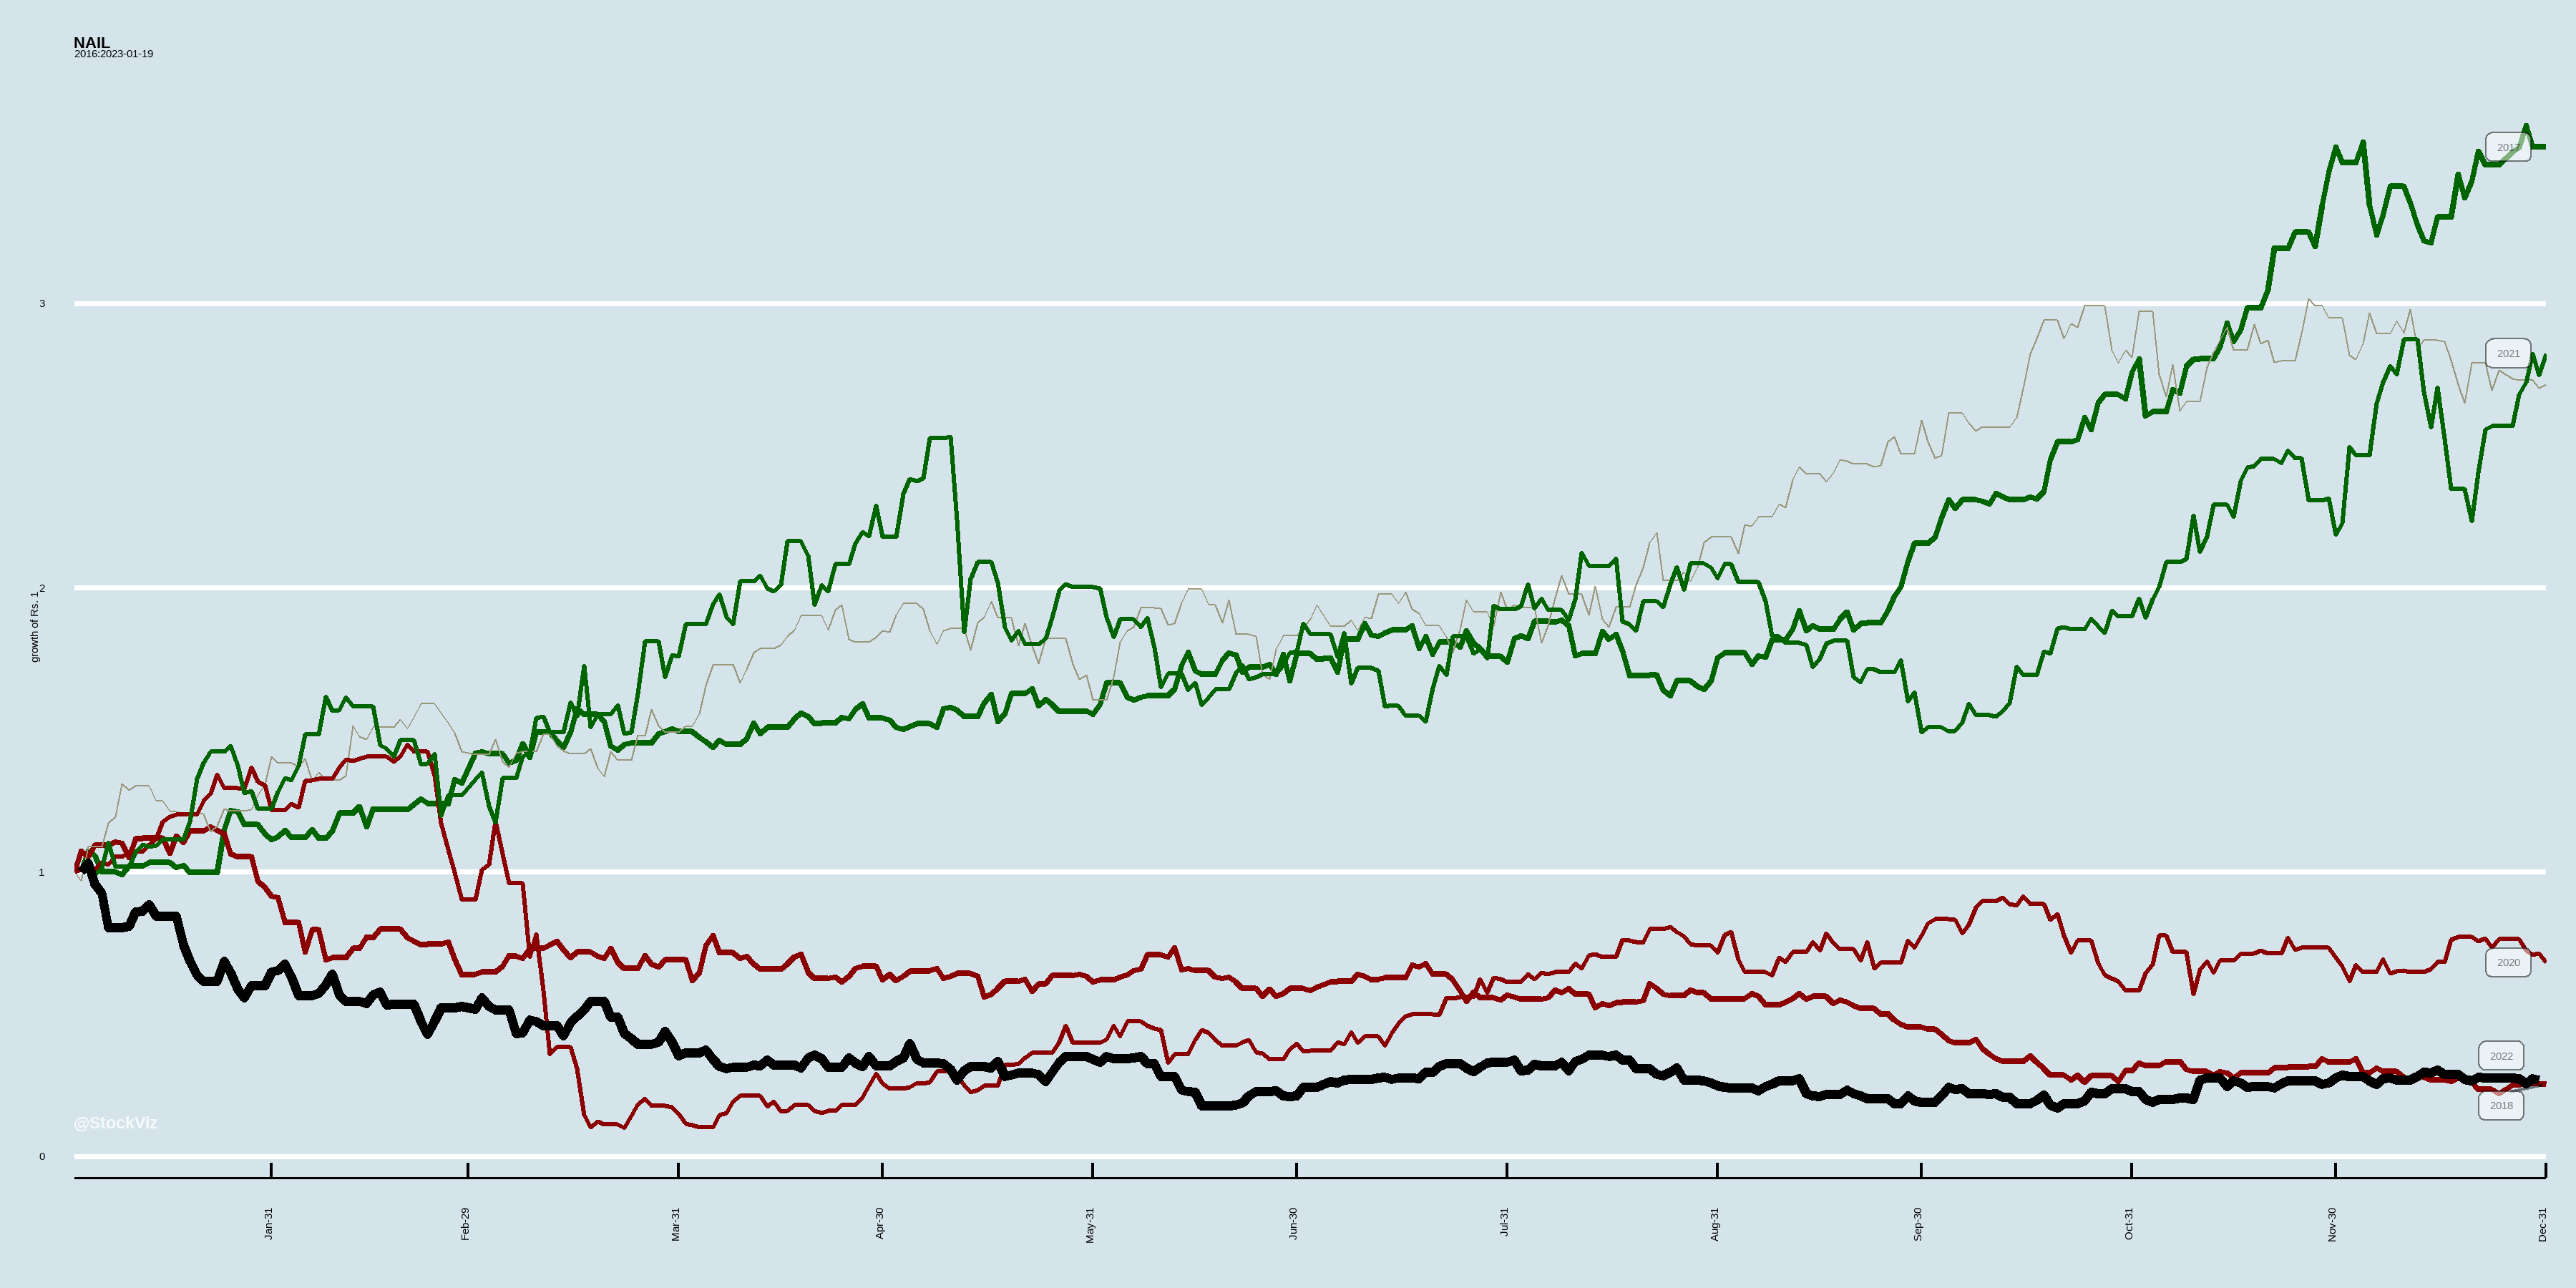 NAIL
2016:2023-01-19
growth of Rs. 1
3
2
1
0
2017
2021
2020
2022
2018
@StockViz
Jan-31
Feb-29
Mar-31
Apr-30
May-31
Jun-30
Jul-31
Aug-31
Sep-30
Oct-31
Nov-30
Dec-31